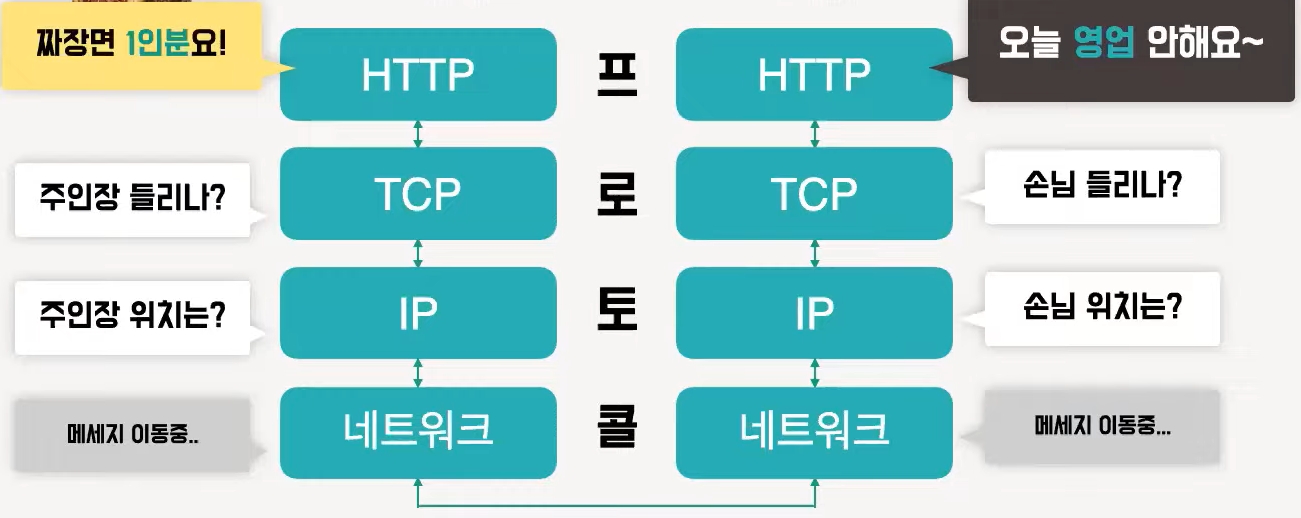 짜장면 1인분요!
HTTP
프
HTTP
오늘 영업 안해요~
주인장 들리나?
TCP
로
TCP
손님 들리나?
주인장 위치는?
IP
토
IP
손님 위치는?
메세지 이동중..
네트워크
콜
네트워크
메세지 이동중...